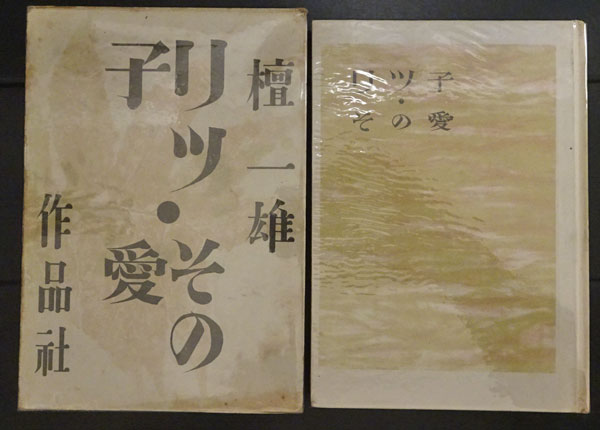 檀一雄
リツ・その
子 愛
作品社
リツ子・
その愛